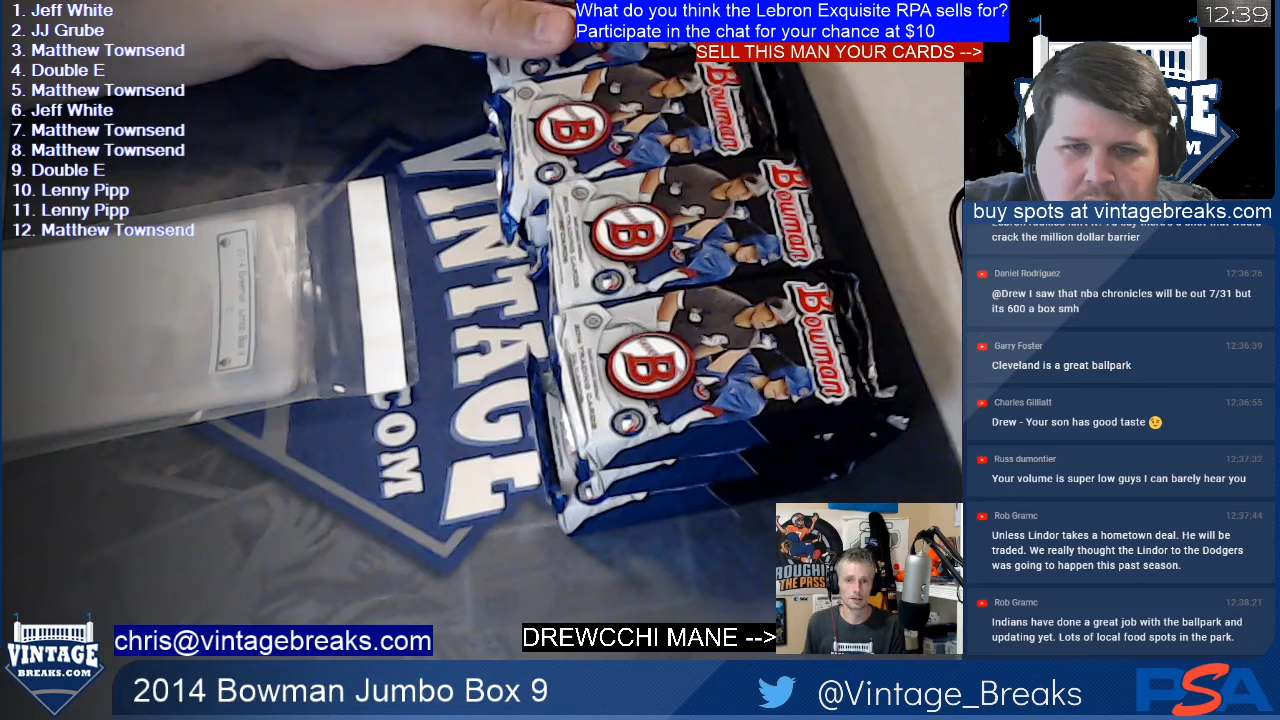 1. Jeff White
2. JJ Grube
3. Matthew Townsend
4. Double E
5. Matthew Townsend
6. Jeff White
7. Matthew Townsend
8. Matthew Townsend
9. Double E
10. Lenny Pipp
11. Lenny Pipp
12. Matthew Townsend
What do you think the Lebron Exquisite RPA sells for?
Participate in the chat for your chance at $10
SELL THIS MAN YOUR CARDS -->
12:39
buy spots at vintagebreaks.com
crack the million dollar barrier
Daniel Rodriguez 12:36:26
@Drew I saw that nba chronicles will be out 7/31 but
its 600 a box smh
Garry Foster 12:36:39
Cleveland is a great ballpark
Charles Gilliatt 12:36:55
Drew - Your son has good taste 😉
Russ dumontier 12:37:32
Your volume is super low guys I can barely hear you
Rob Gramc 12:37:44
Unless Lindor takes a hometown deal. He will be
traded. We really thought the Lindor to the Dodgers
was going to happen this past season.
Rob Gramc 12:38:21
Indians have done a great job with the ballpark and
updating yet. Lots of local food spots in the park.
Bowman
B
Bowman
B
Bowman
B
VINTAGE
.COM
THE PASS
DREWCCHI MANE -->
chris@vintagebreaks.com
VINTAGE
BREAKS.COM
2014 Bowman Jumbo Box 9
@Vintage_Breaks
PSA